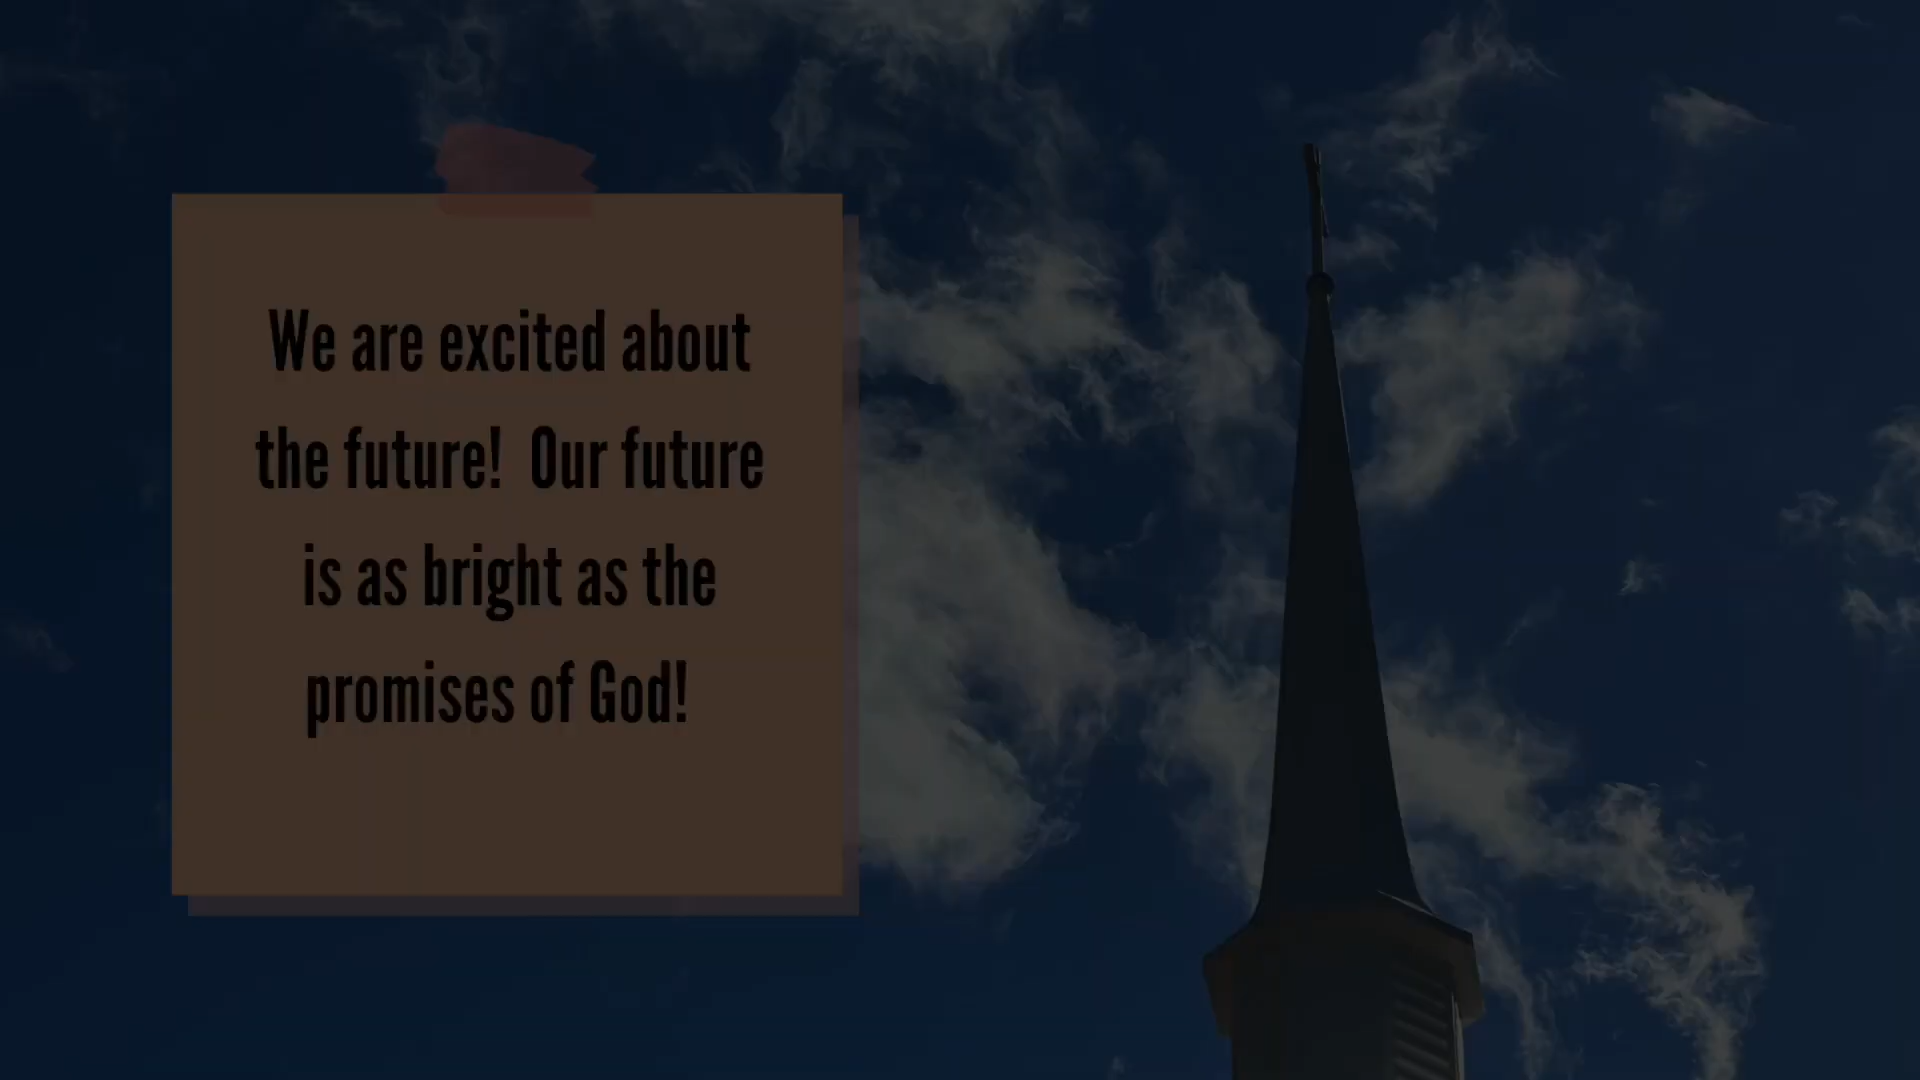 We are excited about
the future!  Our future
is as bright as the
promises of God!